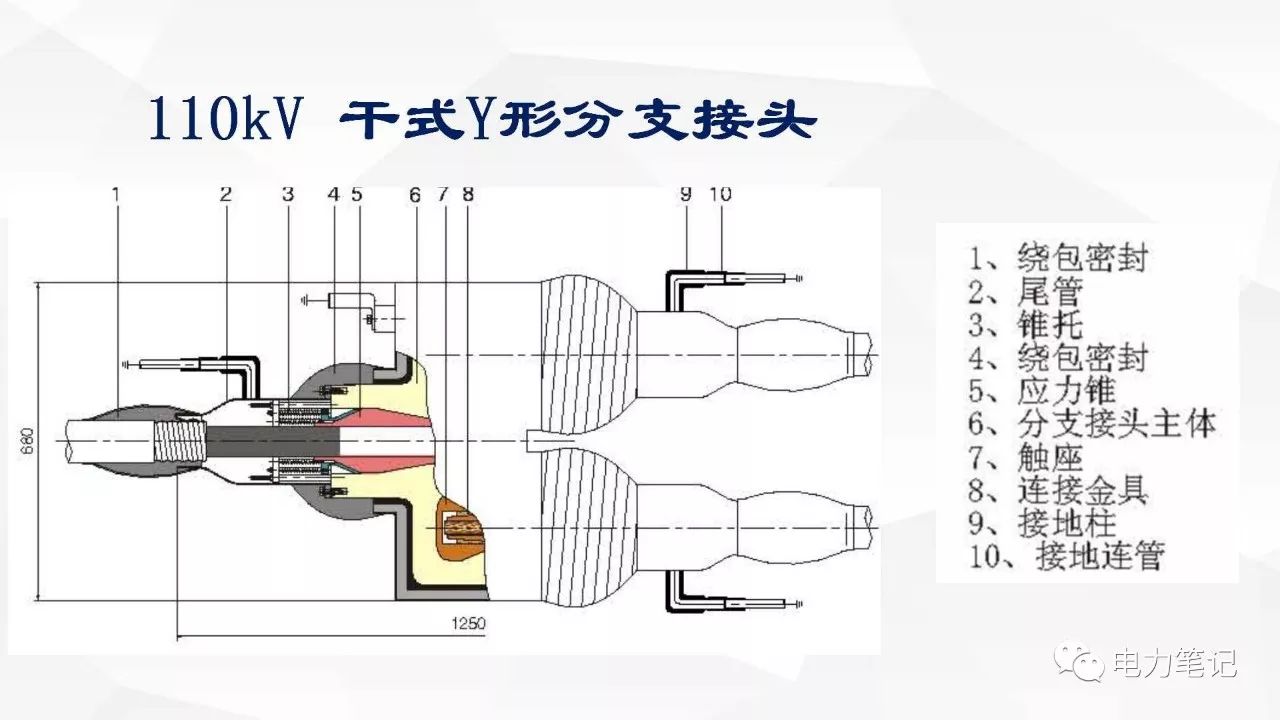 110kV 干式Y形分支接头
1 2 3 4 5 6 7 8 9 10
680
1250
1、绕包密封
2、尾管
3、锥托
4、绕包密封
5、应力锥
6、分支接头主体
7、触座
8、连接金具
9、接地柱
10、接地连管
电力笔记